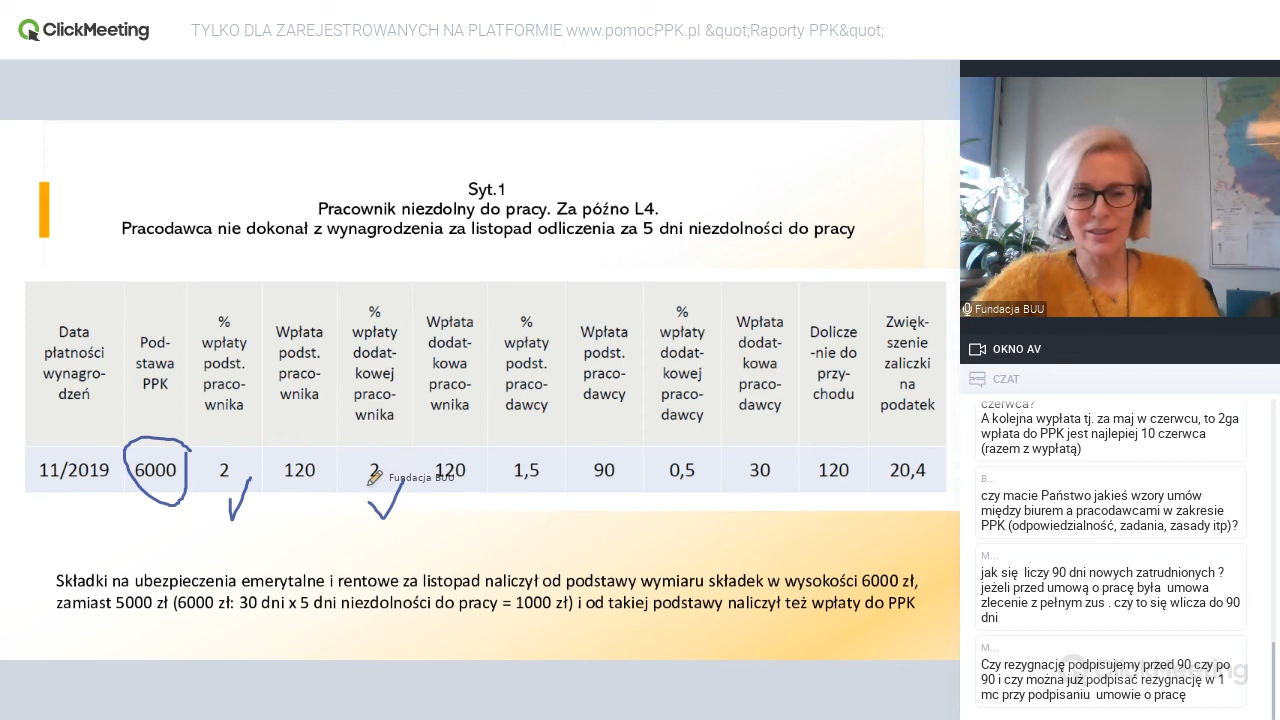 ClickMeeting
TYLKO DLA ZAREJESTROWANYCH NA PLATFORMIE www.pomocPPK.pl &quot;Raporty PPK&quot;
Syt.1
Pracownik niezdolny do pracy. Za późno L4.
Pracodawca nie dokonał z wynagrodzenia za listopad odliczenia za 5 dni niezdolności do pracy
Data
płatności
wynagro-
dzeń
Pod-
stawa
PPK
%
wpłaty
podst.
praco-
wnika
Wpłata
podst.
praco-
wnika
%
wpłaty
dodat-
kowej
praco-
wnika
Wpłata
dodat-
kowa
praco-
wnika
%
wpłaty
podst.
praco-
dawcy
Wpłata
podst.
praco-
dawcy
%
wpłaty
dodat-
kowej
praco-
dawcy
Wpłata
dodat-
kowa
praco-
dawcy
Dolicze
-nie do
przy-
chodu
Zwięk-
szenie
zaliczki
na
podatek
11/2019 6000 2 120 2 120 1,5 90 0,5 30 120 20,4
Fundacja BUU
Składki na ubezpieczenia emerytalne i rentowe za listopad naliczył od podstawy wymiaru składek w wysokości 6000 zł,
zamiast 5000 zł (6000 zł: 30 dni x 5 dni niezdolności do pracy = 1000 zł) i od takiej podstawy naliczył też wpłaty do PPK
Fundacja BUU
OKNO AV
CZAT
czerwca?
A kolejna wypłata tj. za maj w czerwcu, to 2ga
wpłata do PPK jest najlepiej 10 czerwca
(razem z wypłatą)
B...
czy macie Państwo jakieś wzory umów
między biurem a pracodawcami w zakresie
PPK (odpowiedzialność, zadania, zasady itp)?
M...
jak się liczy 90 dni nowych zatrudnionych ?
jeżeli przed umową o pracę była umowa
zlecenie z pełnym zus . czy to się wlicza do 90
dni
M...
Czy rezygnację podpisujemy przed 90 czy po
90 i czy można już podpisać rezygnację w 1
mc przy podpisaniu umowie o pracę
ClickMeeting